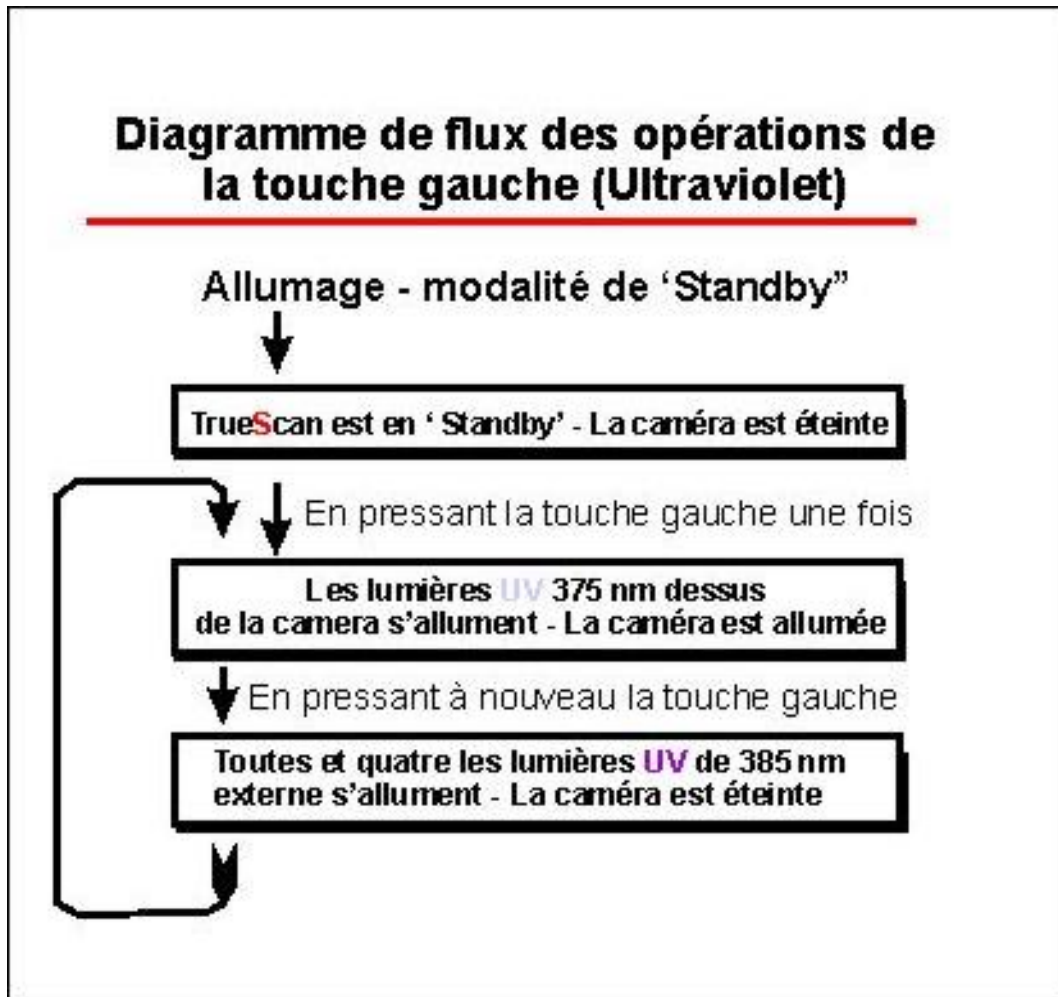 Diagramme de flux des opérations de
la touche gauche (Ultraviolet)
Allumage - modalité de ‘Standby”
TrueScan est en ‘ Standby’ - La caméra est éteinte
En pressant la touche gauche une fois
Les lumières UV 375 nm dessus
de la camera s’allument - La caméra est allumée
En pressant à nouveau la touche gauche
Toutes et quatre les lumières UV de 385 nm
externe s’allument - La caméra est éteinte